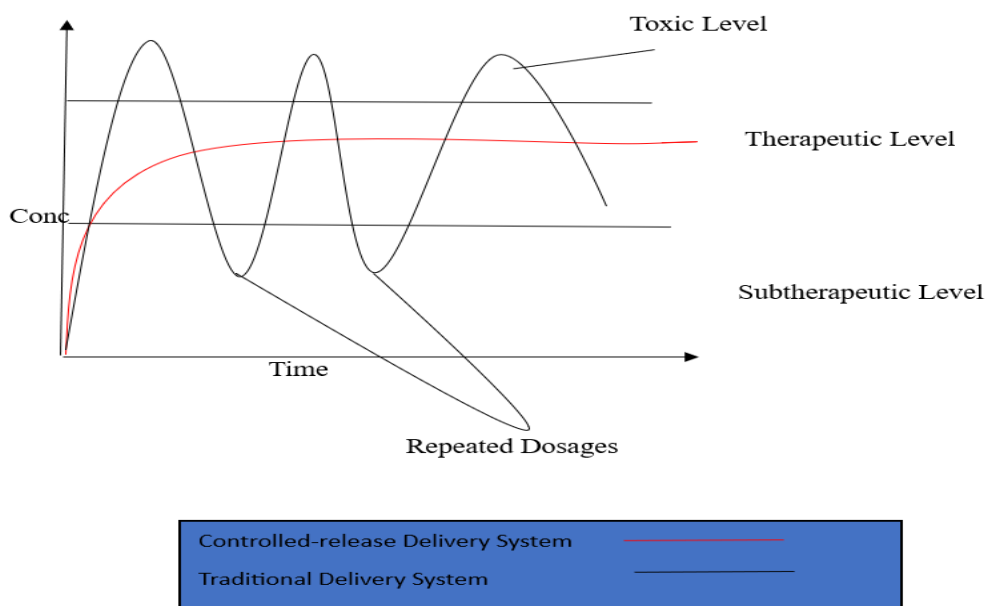 Toxic Level
Therapeutic Level
Conc
Subtherapeutic Level
Time
Repeated Dosages
Controlled-release Delivery System
Traditional Delivery System